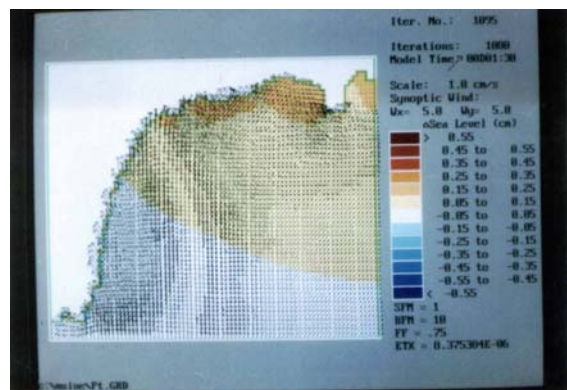 Iter. No.: 1095
Iterations: 1000
Model Time: 00D01:30
Scale: 1.0 cm/s
Synoptic Wind:
Wx= 5.0 Wy= 5.0
Sea Level (cm)
> 0.55
0.45 to 0.55
0.35 to 0.45
0.25 to 0.35
0.15 to 0.25
0.05 to 0.15
-0.05 to 0.05
-0.15 to -0.05
-0.25 to -0.15
-0.35 to -0.25
-0.45 to -0.35
-0.55 to -0.45
< -0.55
SFM = 1
BFM = 10
FF = .75
ETX = 0.375304E-06